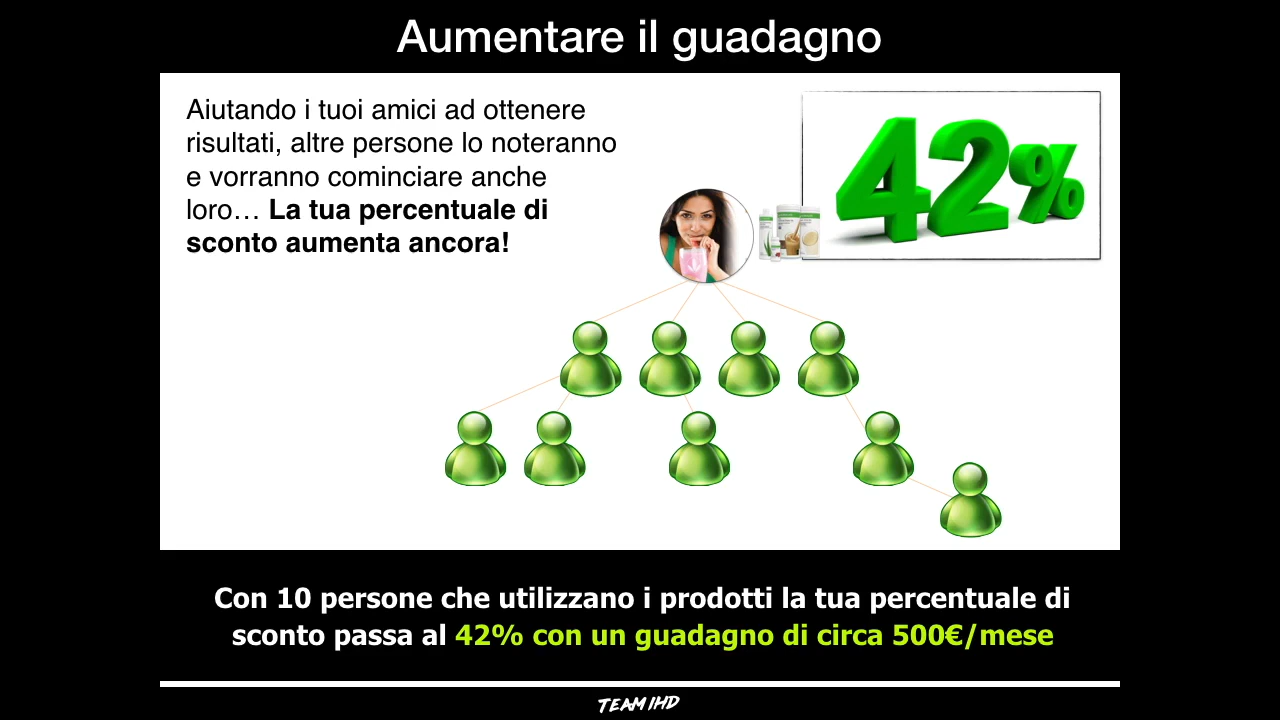 Aumentare il guadagno
Aiutando i tuoi amici ad ottenere
risultati, altre persone lo noteranno
e vorranno cominciare anche
loro… La tua percentuale di
sconto aumenta ancora!
42%
Con 10 persone che utilizzano i prodotti la tua percentuale di
sconto passa al 42% con un guadagno di circa 500€/mese
TEAM IHD